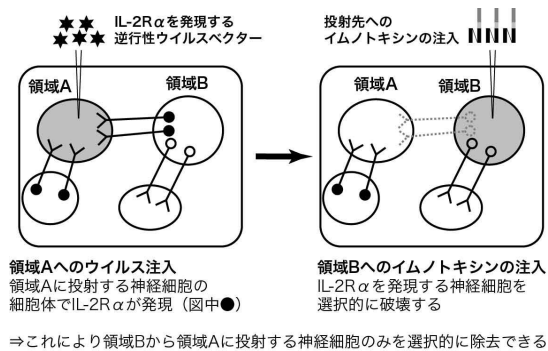 IL-2Rαを発現する
逆行性ウイルスベクター
投射先への
イムノトキシンの注入
領域A
領域B
領域A
領域B
領域Aへのウイルス注入
領域Aに投射する神経細胞の
細胞体でIL-2Rαが発現（図中●）
領域Bへのイムノトキシンの注入
IL-2Rαを発現する神経細胞を
選択的に破壊する
⇒これにより領域Bから領域Aに投射する神経細胞のみを選択的に除去できる